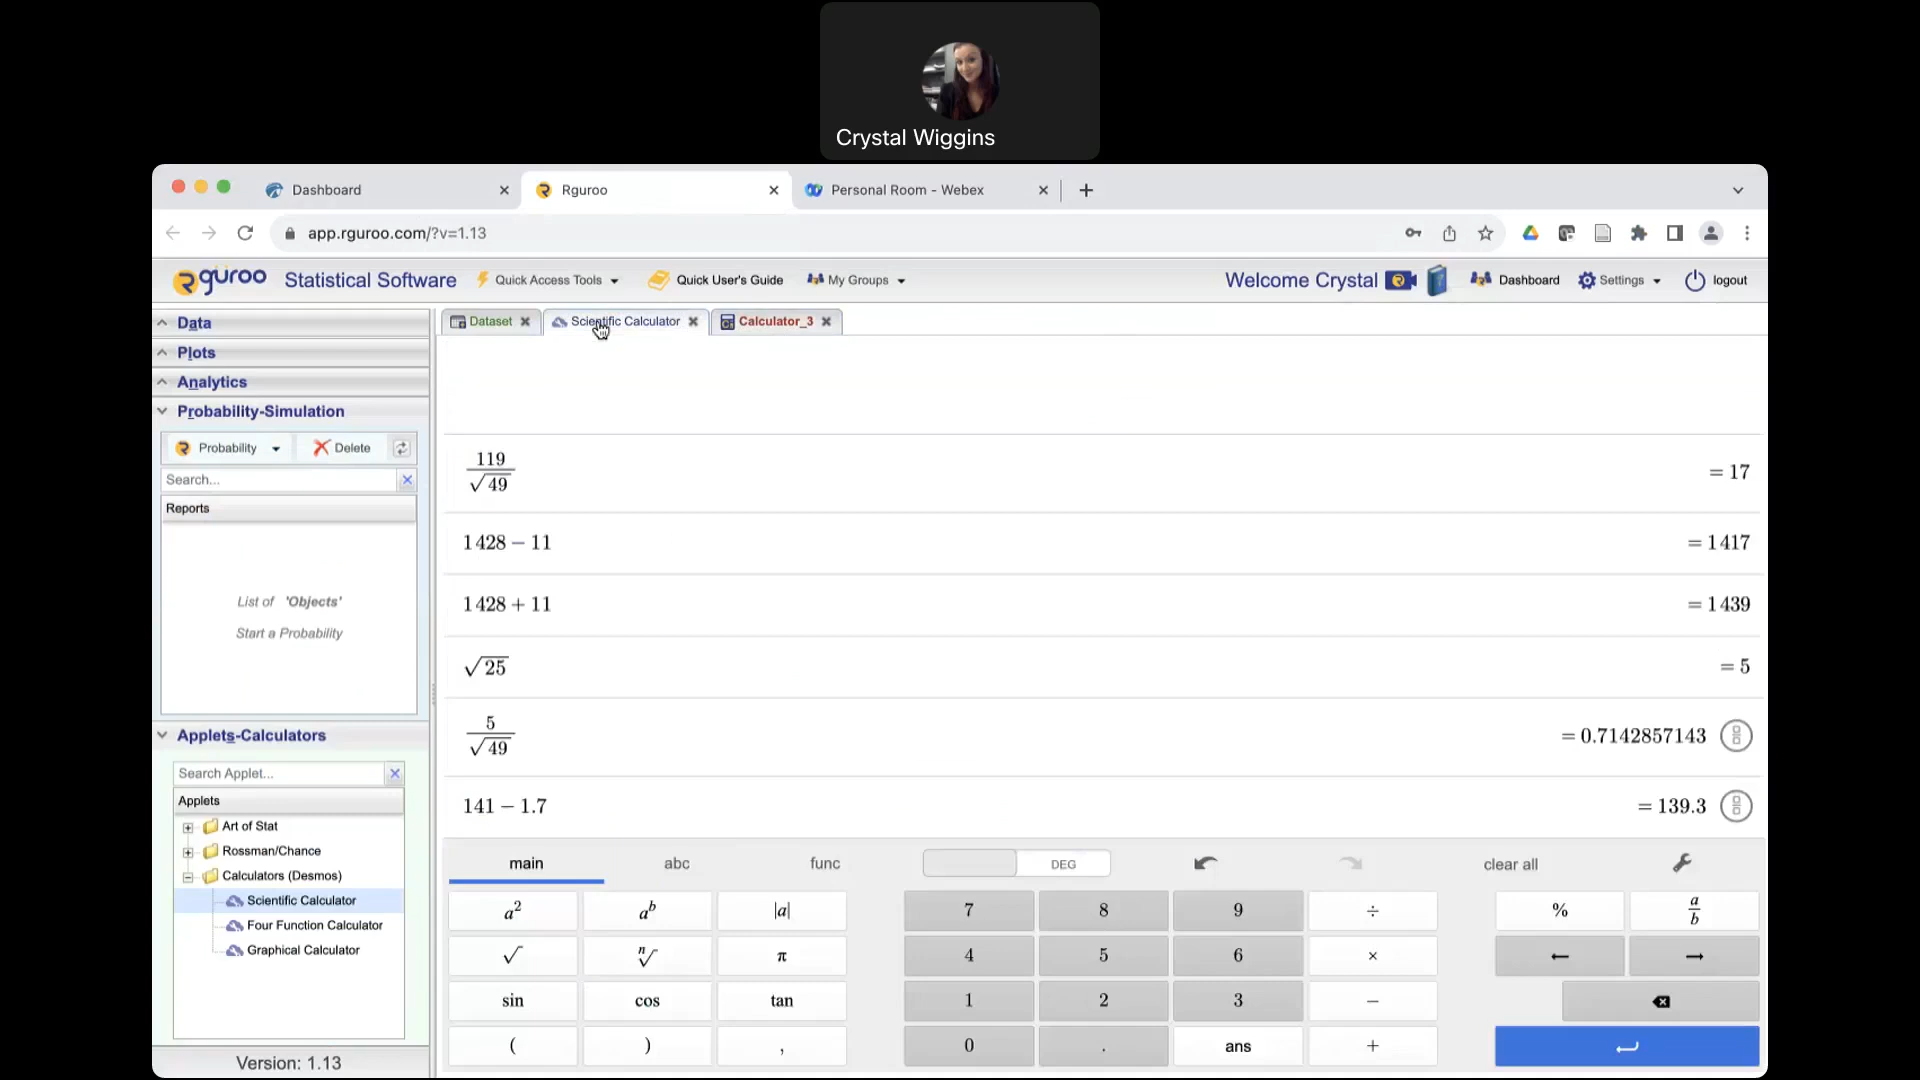 Crystal Wiggins
Dashboard
Rguroo
Personal Room - Webex
app.rguroo.com/?v=1.13
Rguroo
Statistical Software
Quick Access Tools
Quick User's Guide
My Groups
Welcome Crystal
Dashboard
Settings
logout
Data
Plots
Analytics
Probability-Simulation
Probability
Delete
Search...
Reports
List of 'Objects'
Start a Probability
Applets-Calculators
Search Applet...
Applets
Art of Stat
Rossman/Chance
Calculators (Desmos)
Scientific Calculator
Four Function Calculator
Graphical Calculator
Version: 1.13
Dataset
Scientific Calculator
Calculator_3
119
√49
= 17
1428 − 11
= 1417
1428 + 11
= 1439
√25
= 5
5
√49
= 0.7142857143
141 − 1.7
= 139.3
main
abc
func
DEG
clear all
a²
aᵇ
|a|
7
8
9
÷
%
a
b
√
ⁿ√
π
4
5
6
×
←
→
sin
cos
tan
1
2
3
−
(
)
,
0
.
ans
+